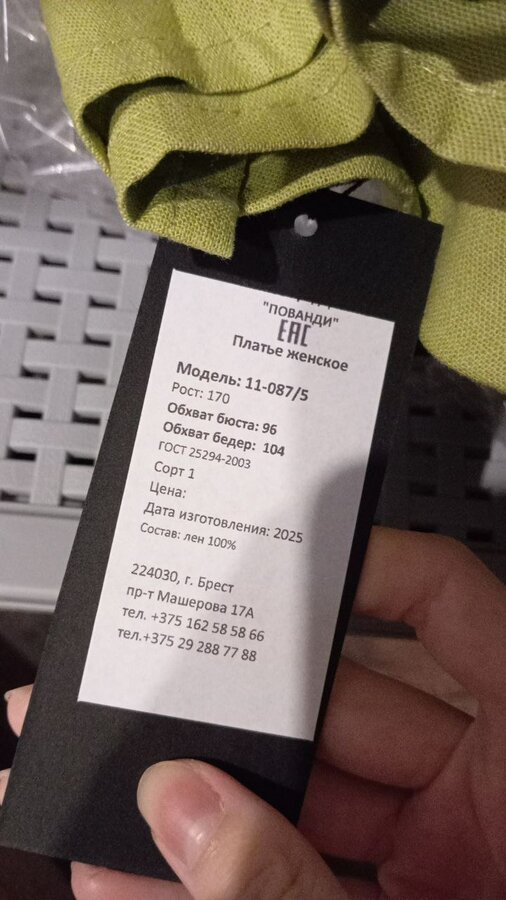 "ПОВАНДИ"
ЕАС
Платье женское
Модель: 11-087/5
Рост: 170
Обхват бюста: 96
Обхват бедер: 104
ГОСТ 25294-2003
Сорт 1
Цена:
Дата изготовления: 2025
Состав: лен 100%
224030, г. Брест
пр-т Машерова 17А
тел. +375 162 58 58 66
тел.+375 29 288 77 88